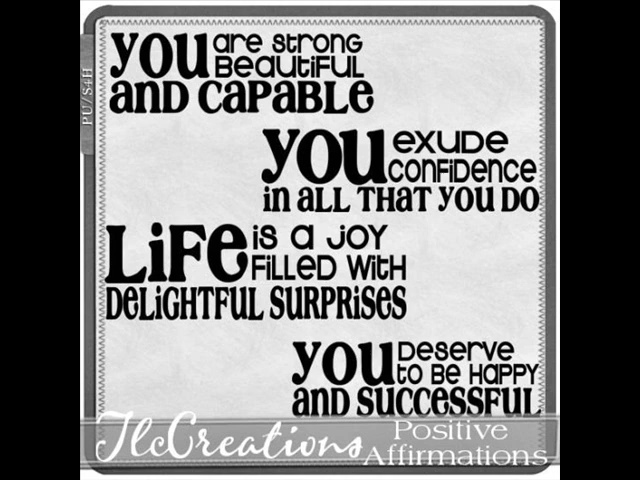 YOU are strong
Beautiful
AND CAPABLE
YOU exude
confidence
in ALL THAT YOU DO
LiFe is a joy
filled with
DELiGHTFUL SURPRiSES
YOU Deserve
to be happy
AND SUCCESSFUL
TlcCreations Positive
Affirmations
PU/S4H